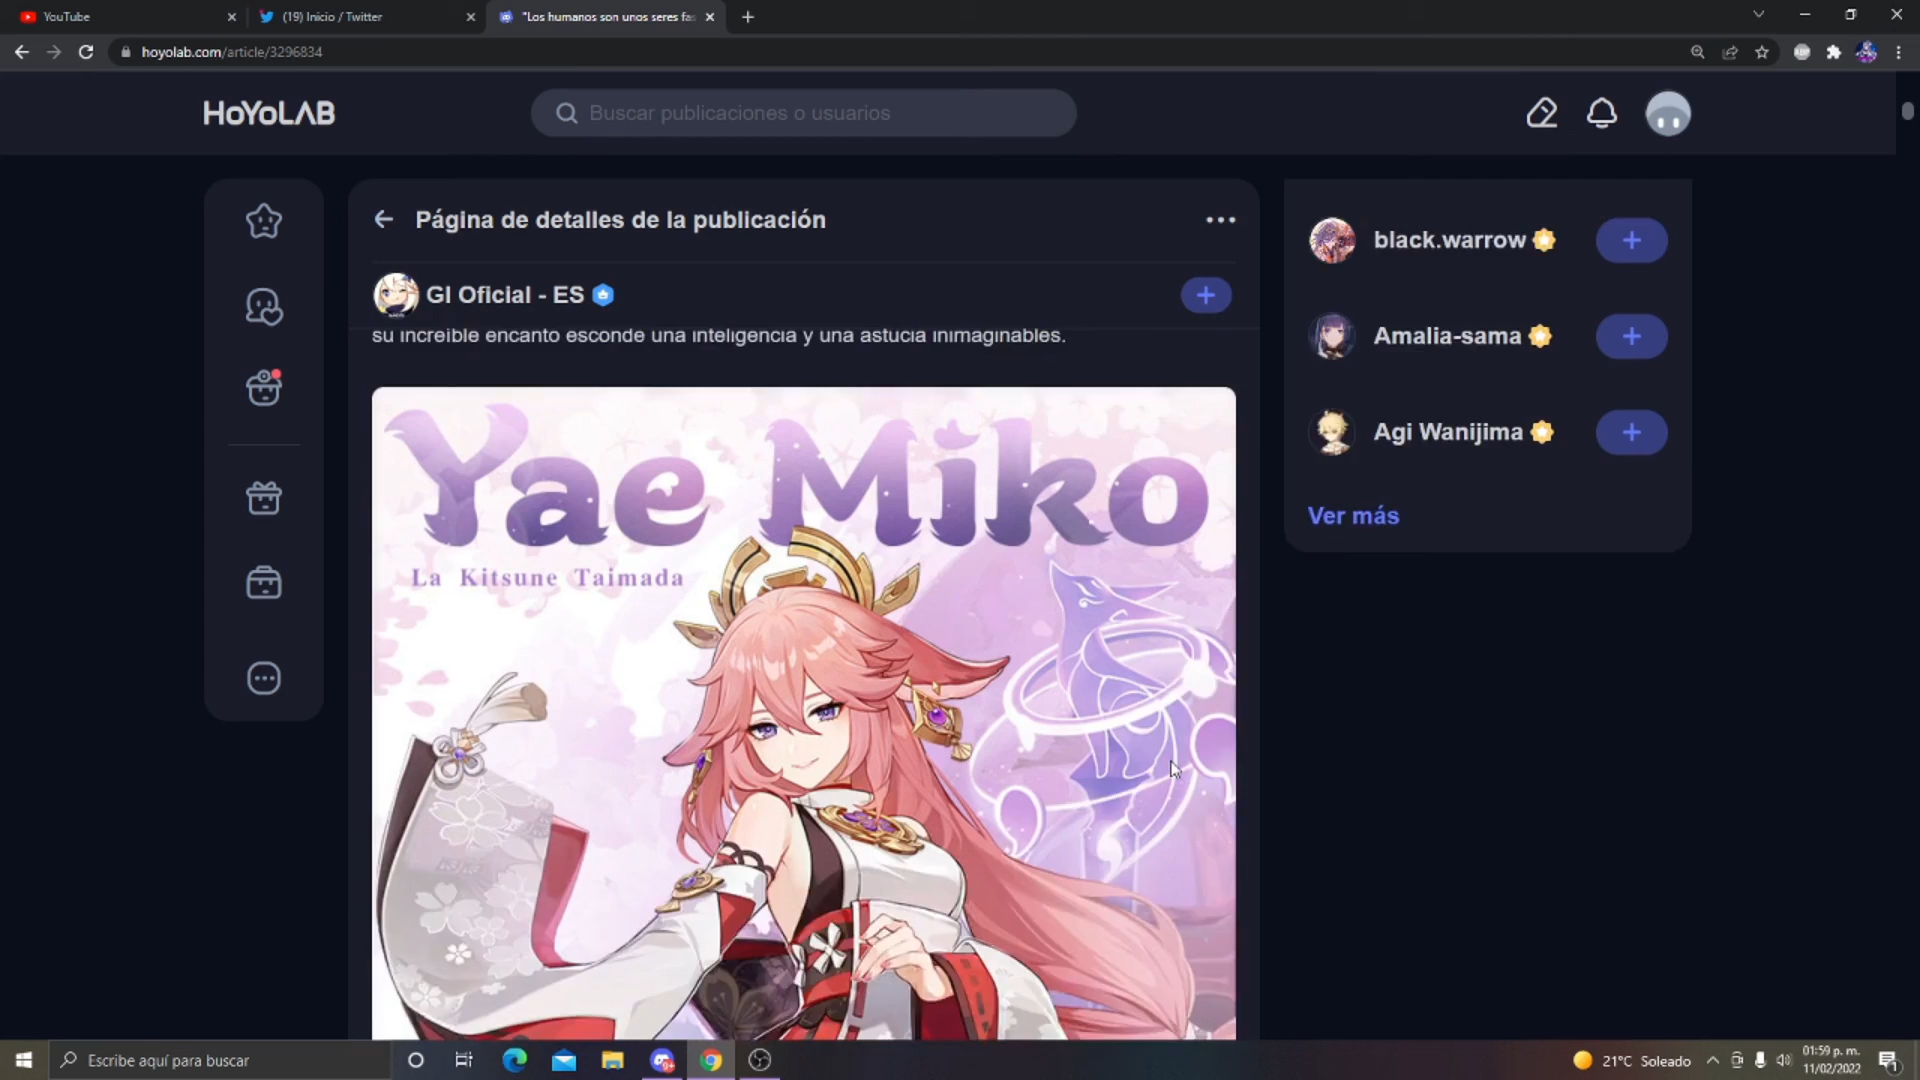 YouTube
(19) Inicio / Twitter
"Los humanos son unos seres fas
hoyolab.com/article/3296834
HoYoLAB
Buscar publicaciones o usuarios
Página de detalles de la publicación
GI Oficial - ES
su increíble encanto esconde una inteligencia y una astucia inimaginables.
Yae Miko
La Kitsune Taimada
black.warrow
Amalia-sama
Agi Wanijima
Ver más
Escribe aquí para buscar
21°C Soleado
01:59 p. m.
11/02/2022